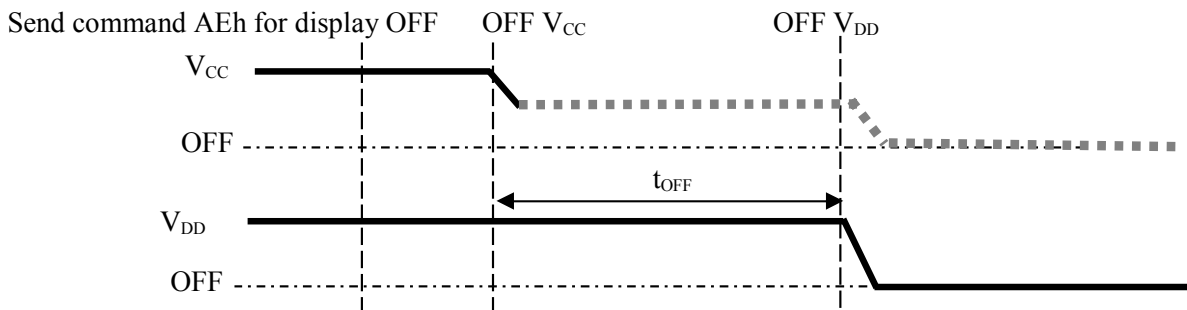 Send command AEh for display OFF OFF VCC OFF VDD
VCC
OFF
tOFF
VDD
OFF